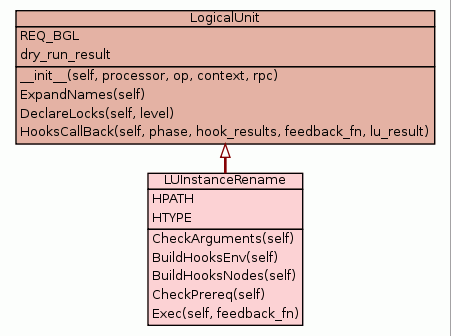 LogicalUnit
REQ_BGL
dry_run_result
__init__(self, processor, op, context, rpc)
ExpandNames(self)
DeclareLocks(self, level)
HooksCallBack(self, phase, hook_results, feedback_fn, lu_result)
LUInstanceRename
HPATH
HTYPE
CheckArguments(self)
BuildHooksEnv(self)
BuildHooksNodes(self)
CheckPrereq(self)
Exec(self, feedback_fn)